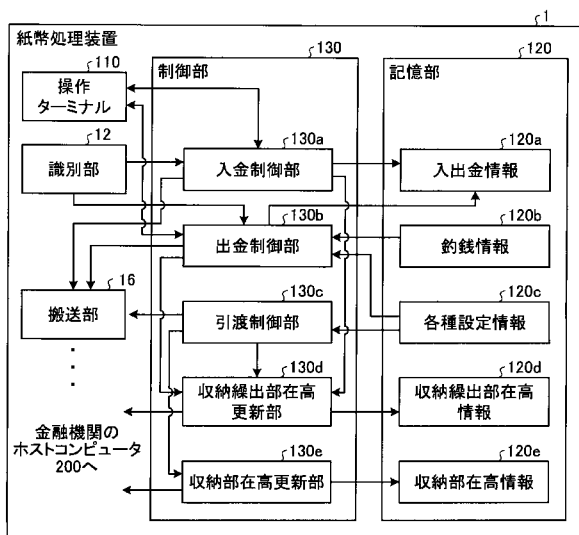 1
紙幣処理装置
110
操作
ターミナル
12
識別部
16
搬送部
・
・
・
金融機関の
ホストコンピュータ
200へ
130
制御部
130a
入金制御部
130b
出金制御部
130c
引渡制御部
130d
収納繰出部在高
更新部
130e
収納部在高更新部
120
記憶部
120a
入出金情報
120b
釣銭情報
120c
各種設定情報
120d
収納繰出部在高
情報
120e
収納部在高情報